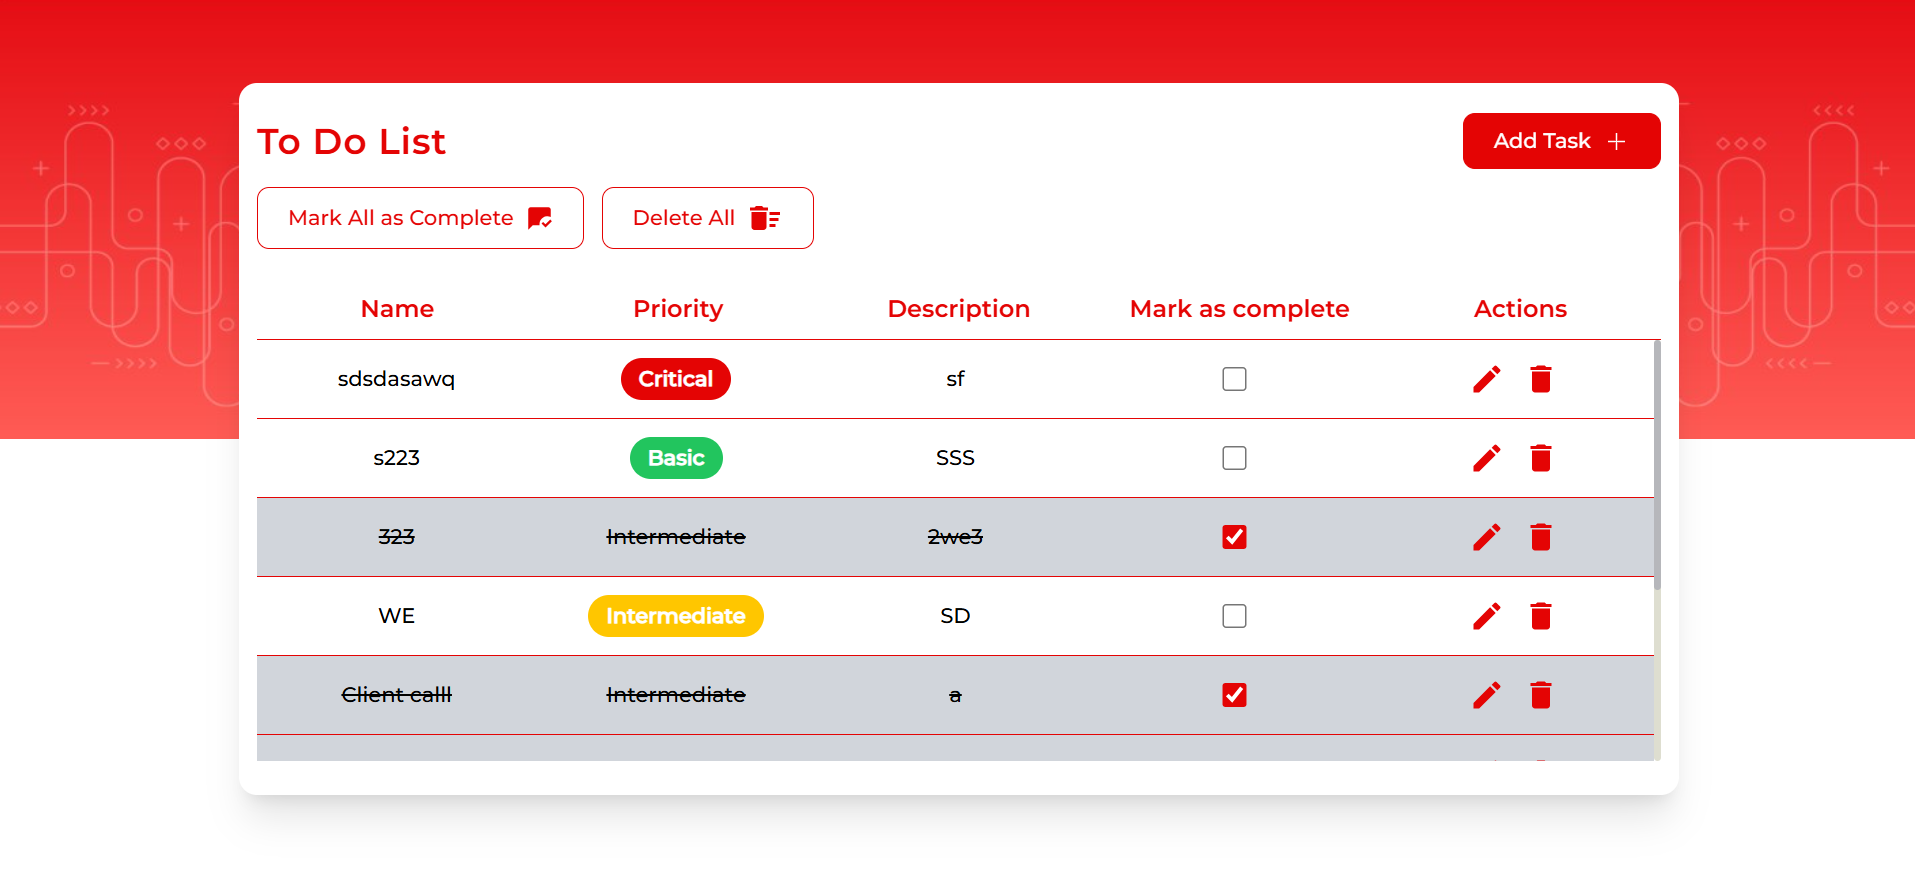 To Do List
Add Task
Mark All as Complete
Delete All
Name Priority Description Mark as complete Actions
sdsdasawq Critical sf
s223 Basic SSS
323 Intermediate 2we3
WE Intermediate SD
Client calll Intermediate a